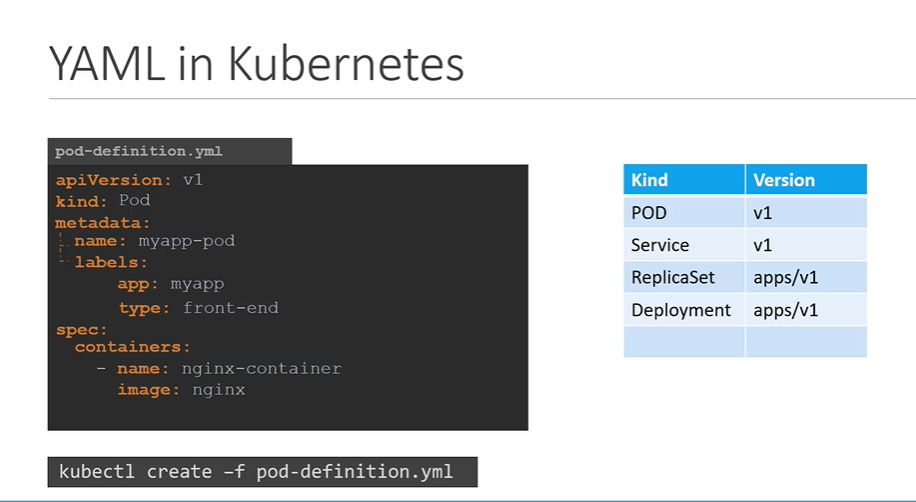 YAML in Kubernetes
pod-definition.yml
apiVersion: v1
kind: Pod
metadata:
name: myapp-pod
labels:
app: myapp
type: front-end
spec:
containers:
- name: nginx-container
image: nginx
kubectl create –f pod-definition.yml
Kind Version
POD v1
Service v1
ReplicaSet apps/v1
Deployment apps/v1